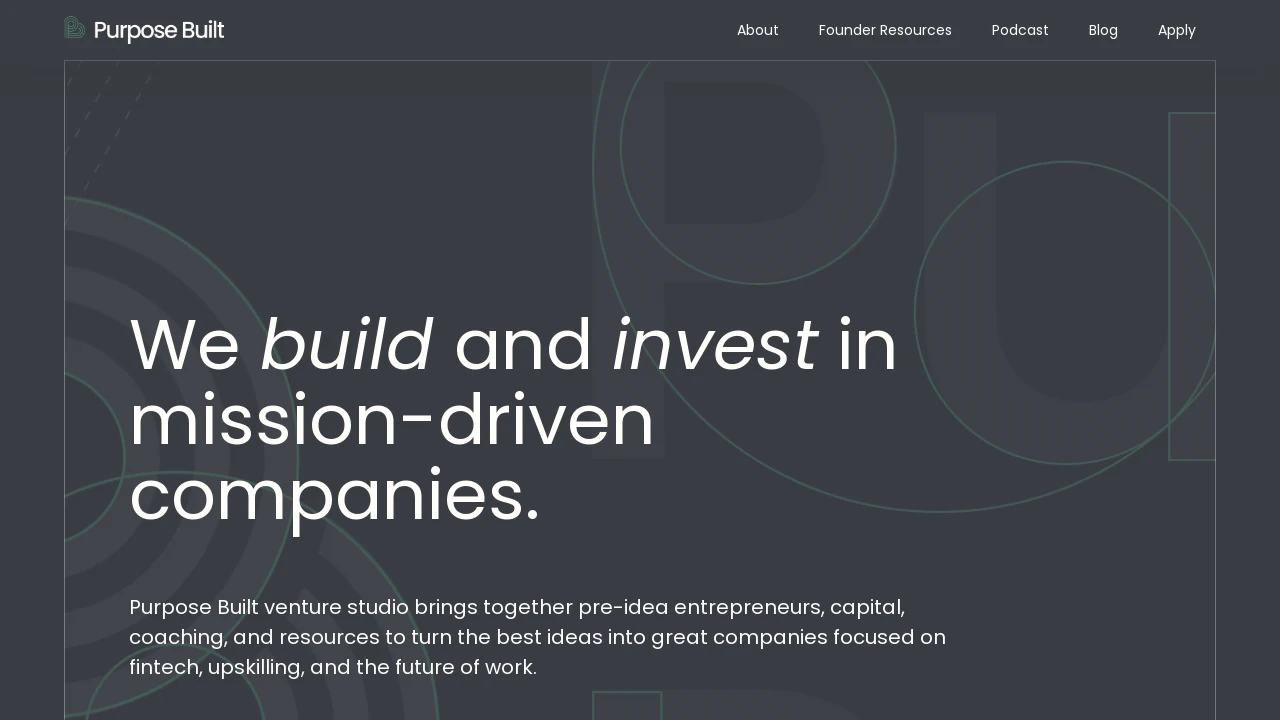 Purpose Built
About
Founder Resources
Podcast
Blog
Apply
We build and invest in
mission-driven
companies.
Purpose Built venture studio brings together pre-idea entrepreneurs, capital,
coaching, and resources to turn the best ideas into great companies focused on
fintech, upskilling, and the future of work.